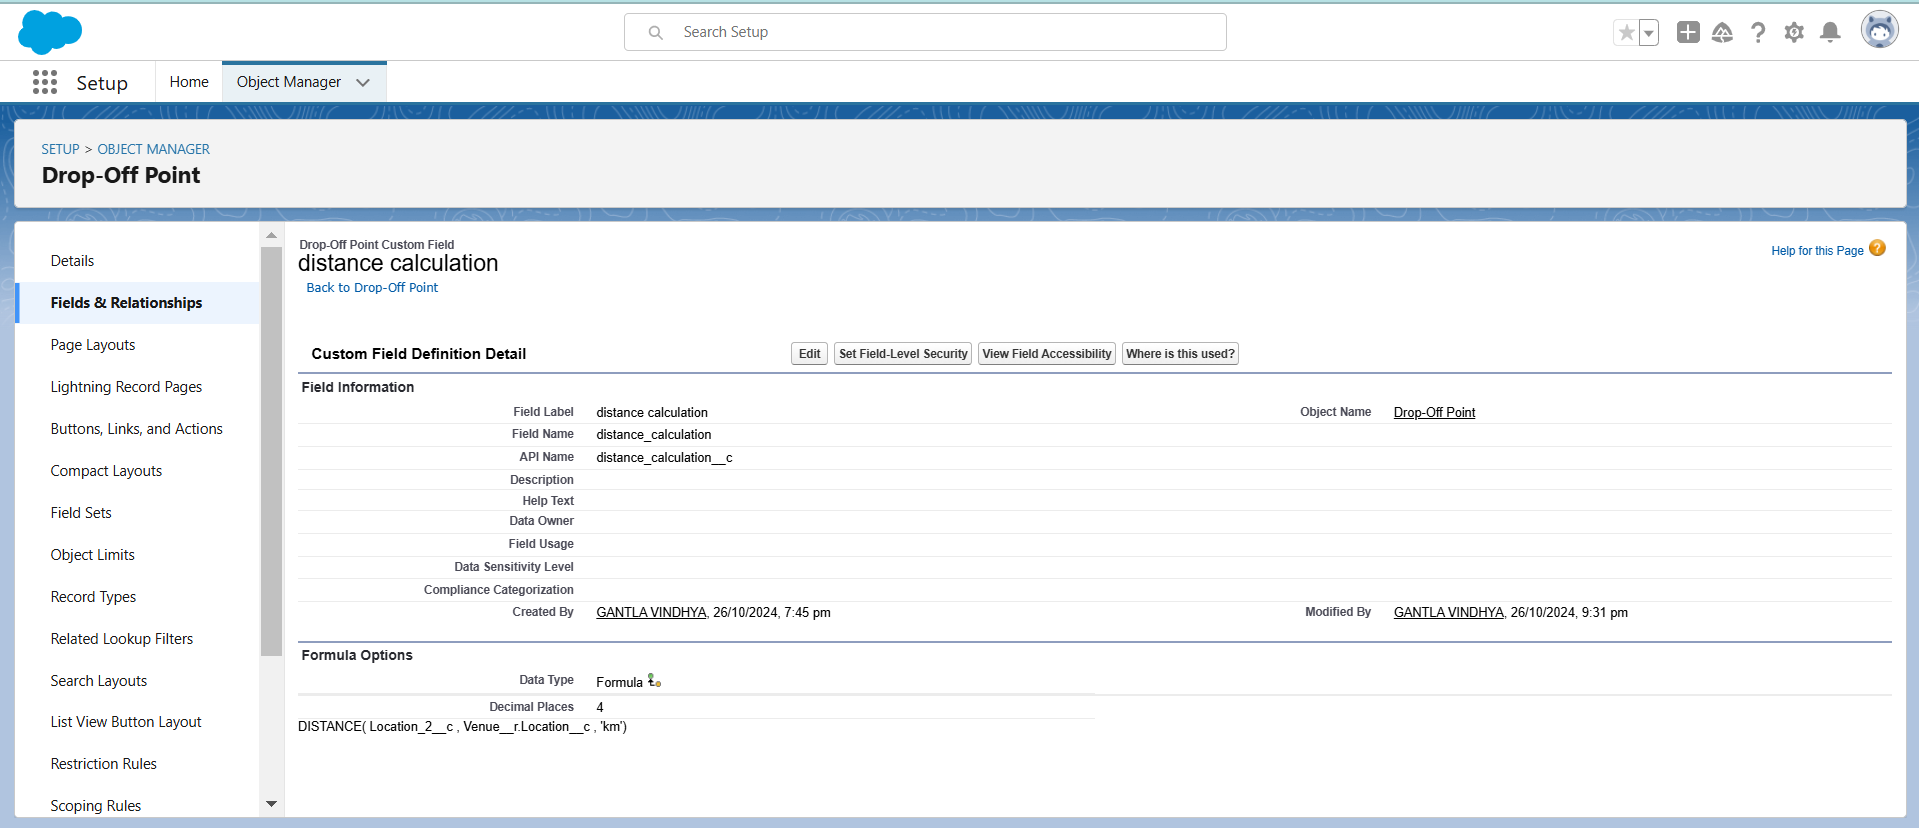 Search Setup
Setup
Home
Object Manager
SETUP > OBJECT MANAGER
Drop-Off Point
Details
Fields & Relationships
Page Layouts
Lightning Record Pages
Buttons, Links, and Actions
Compact Layouts
Field Sets
Object Limits
Record Types
Related Lookup Filters
Search Layouts
List View Button Layout
Restriction Rules
Scoping Rules
Drop-Off Point Custom Field
distance calculation
Back to Drop-Off Point
Help for this Page ?
Custom Field Definition Detail
Edit Set Field-Level Security View Field Accessibility Where is this used?
Field Information
Field Label distance calculation Object Name Drop-Off Point
Field Name distance_calculation
API Name distance_calculation__c
Description
Help Text
Data Owner
Field Usage
Data Sensitivity Level
Compliance Categorization
Created By GANTLA VINDHYA, 26/10/2024, 7:45 pm Modified By GANTLA VINDHYA, 26/10/2024, 9:31 pm
Formula Options
Data Type Formula
Decimal Places 4
DISTANCE( Location_2__c , Venue__r.Location__c , 'km')